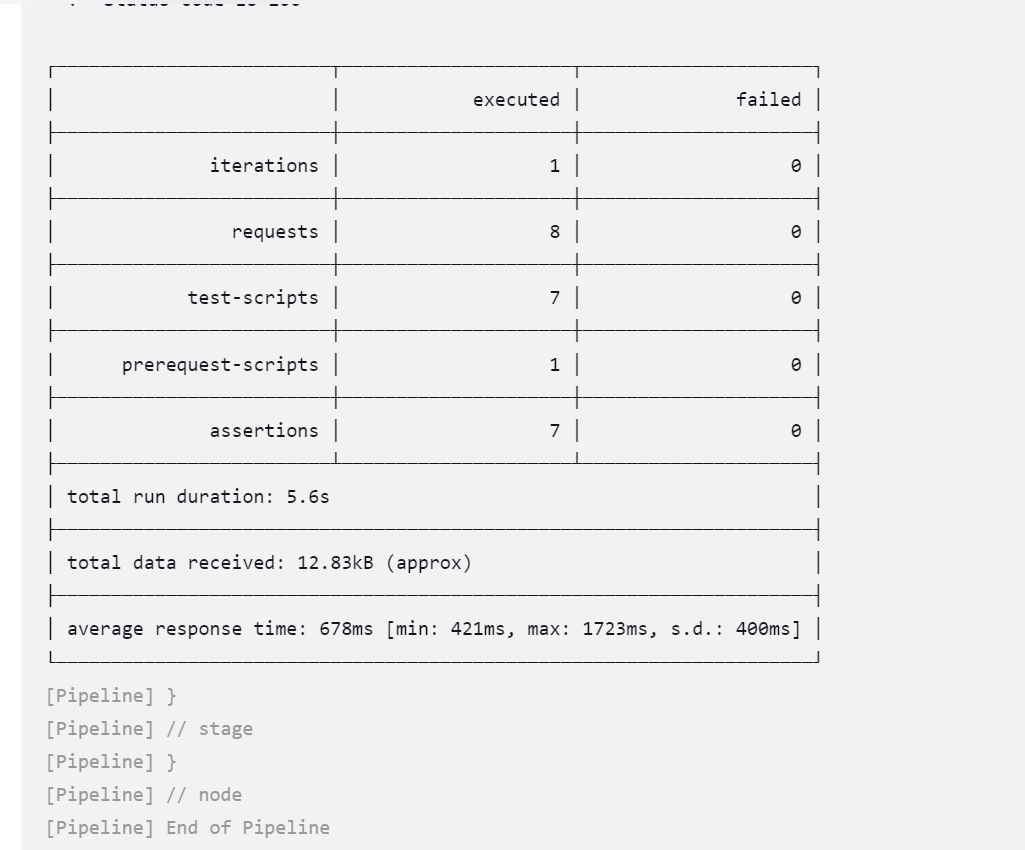 executed failed
iterations 1 0
requests 8 0
test-scripts 7 0
prerequest-scripts 1 0
assertions 7 0
total run duration: 5.6s
total data received: 12.83kB (approx)
average response time: 678ms [min: 421ms, max: 1723ms, s.d.: 400ms]
[Pipeline] }
[Pipeline] // stage
[Pipeline] }
[Pipeline] // node
[Pipeline] End of Pipeline